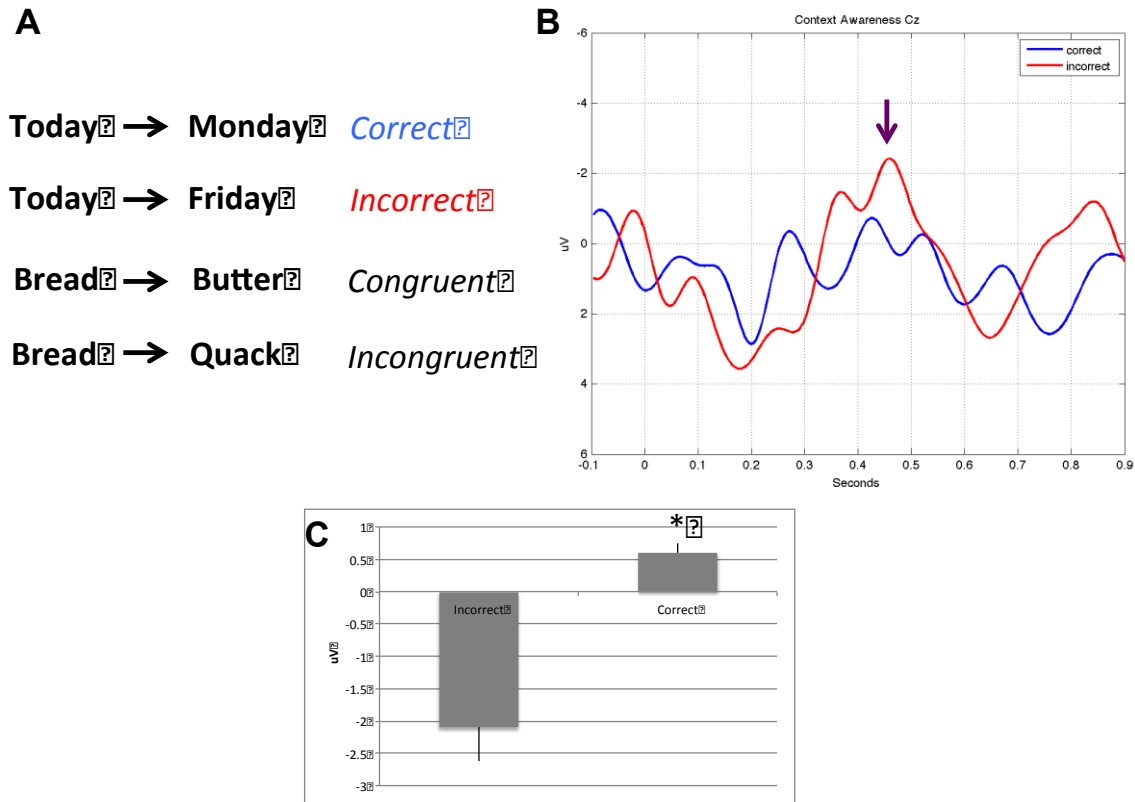 A
Today → Monday Correct
Today → Friday Incorrect
Bread → Butter Congruent
Bread → Quack Incongruent
B
Context Awareness Cz
correct
incorrect
-6
-4
-2
0
2
4
6
uV
-0.1 0 0.1 0.2 0.3 0.4 0.5 0.6 0.7 0.8 0.9
Seconds
C
*
1
0.5
0
-0.5
-1
-1.5
-2
-2.5
-3
uV
Incorrect Correct